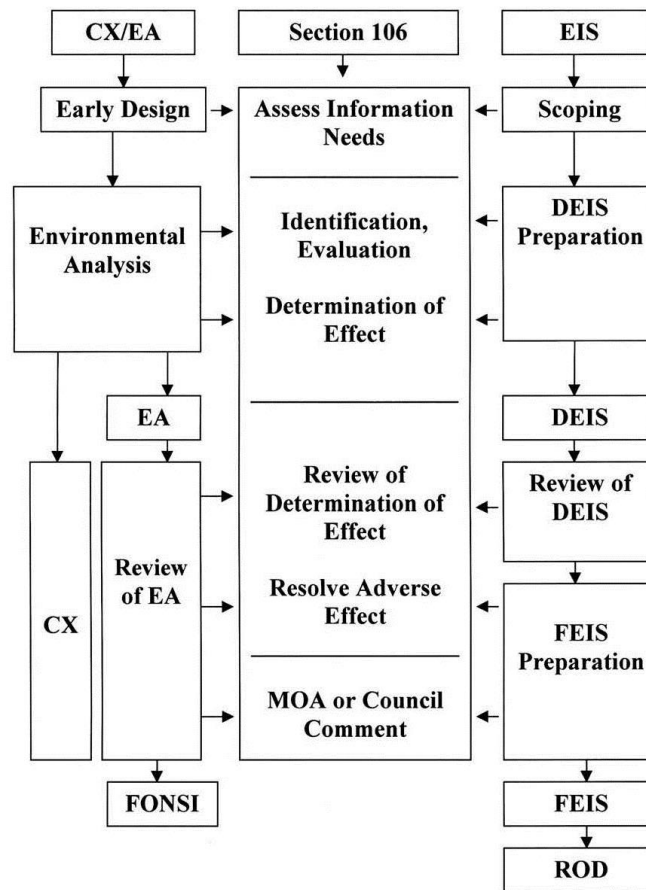 CX/EA
Section 106
EIS
Early Design
Assess Information
Needs
Scoping
Environmental
Analysis
Identification,
Evaluation
Determination of
Effect
DEIS
Preparation
EA
DEIS
CX
Review
of EA
Review of
Determination of
Effect
Resolve Adverse
Effect
MOA or Council
Comment
Review of
DEIS
FEIS
Preparation
FONSI
FEIS
ROD